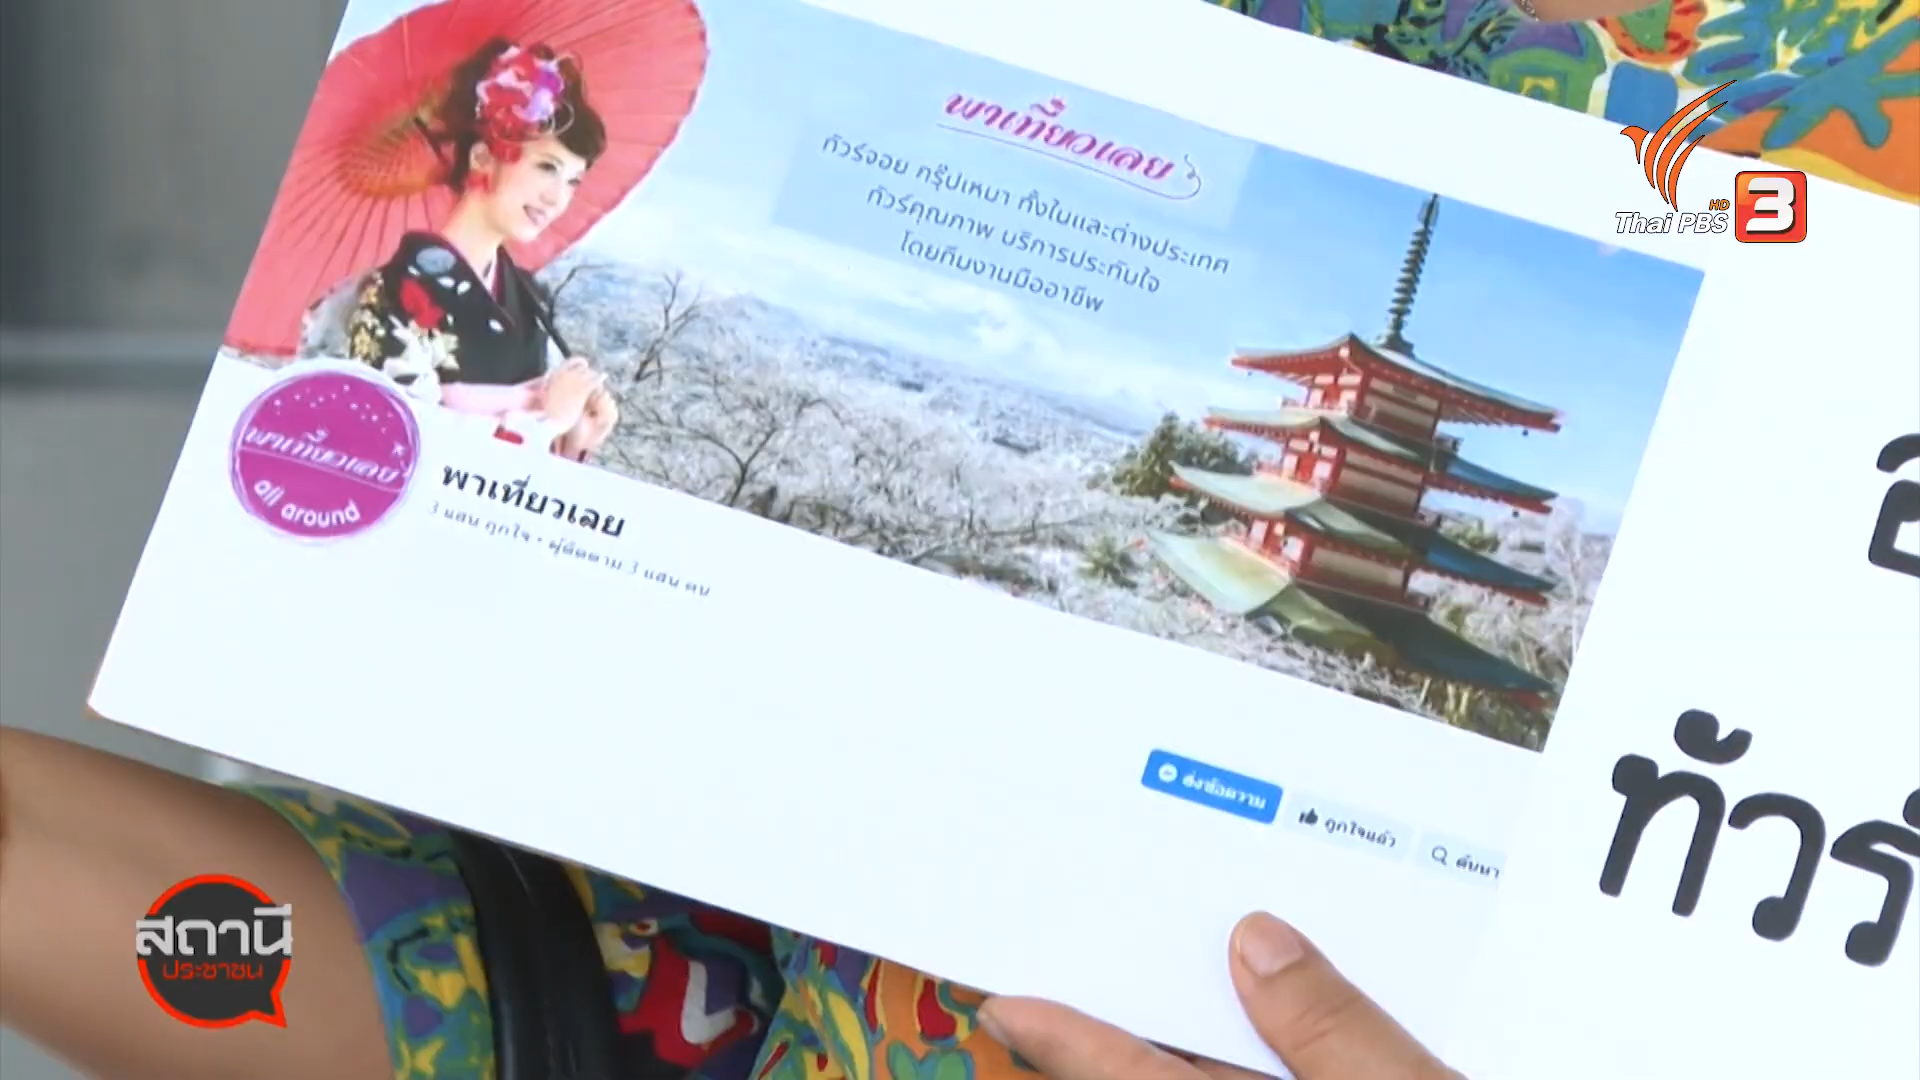 พาเที่ยวเลย
ทัวร์จอย กรุ๊ปเหมา ทั้งในและต่างประเทศ
ทัวร์คุณภาพ บริการประทับใจ
โดยทีมงานมืออาชีพ
Thai PBS HD 3
พาเที่ยวเลย
all around
พาเที่ยวเลย
3 แสน ถูกใจ • ผู้ติดตาม 3 แสน คน
ส่งข้อความ
ถูกใจแล้ว
ค้นหา
ทัวร์
สถานี
ประชาชน